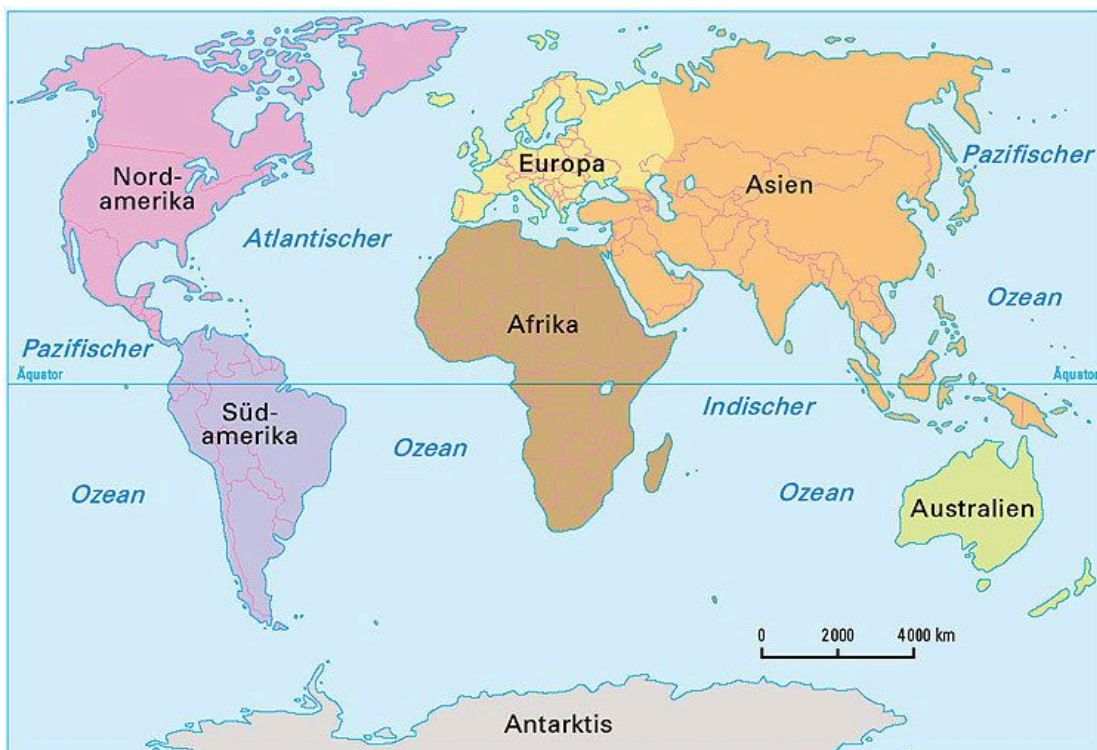 Europa
Pazifischer
Nord-
amerika
Asien
Atlantischer
Ozean
Afrika
Pazifischer
Äquator
Äquator
Indischer
Süd-
amerika
Ozean
Ozean
Ozean
Australien
0 2000 4000 km
Antarktis